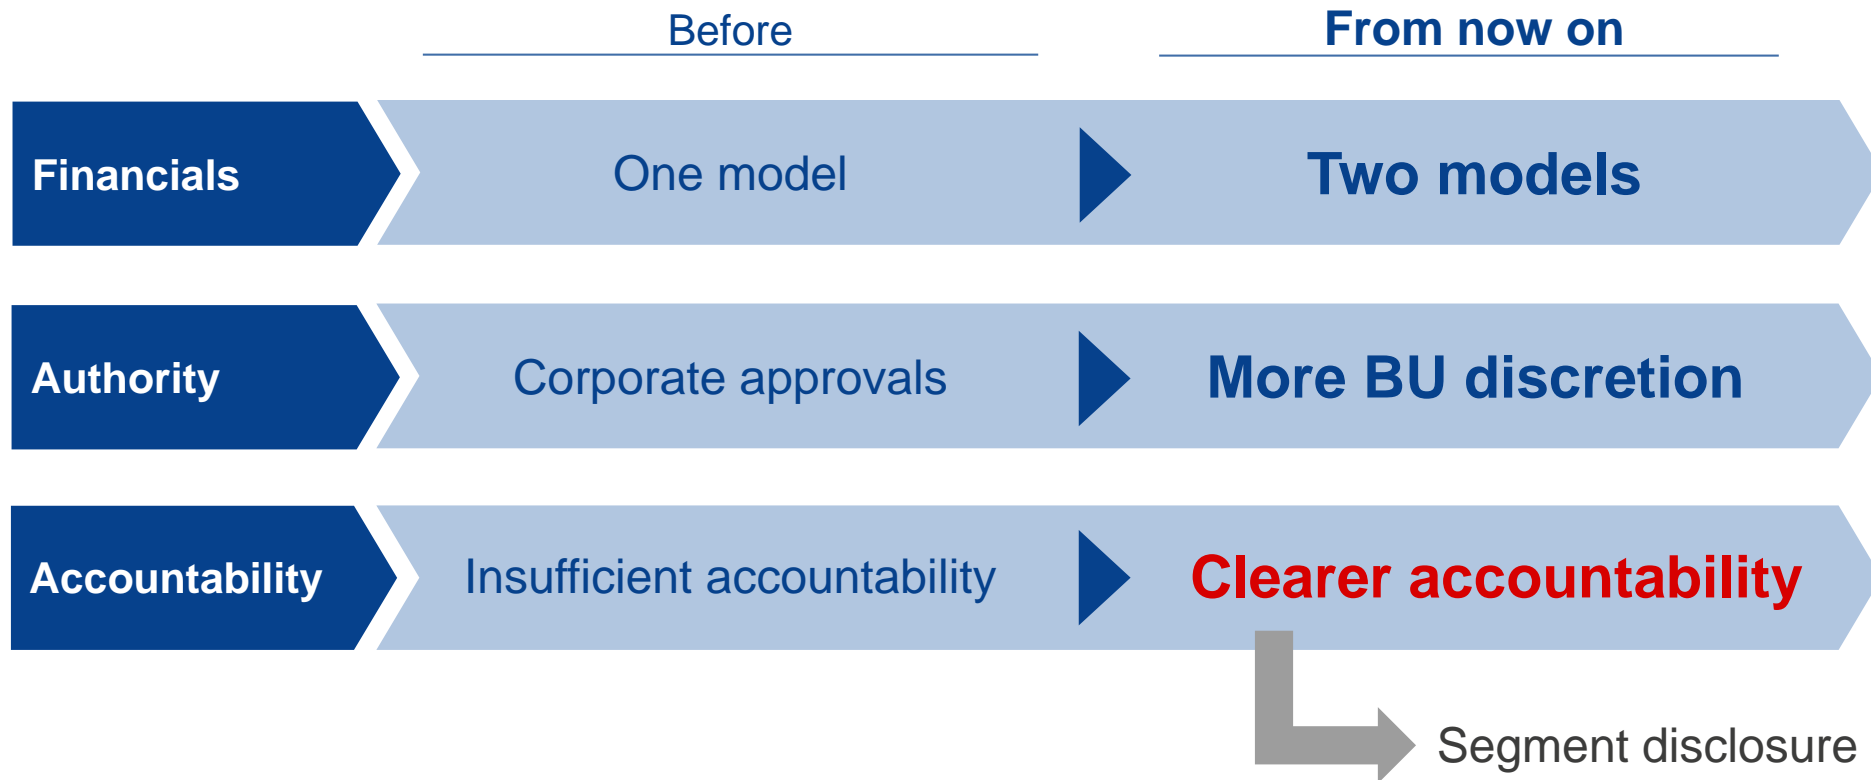 Before
From now on
Financials
One model
Two models
Authority
Corporate approvals
More BU discretion
Accountability
Insufficient accountability
Clearer accountability
Segment disclosure